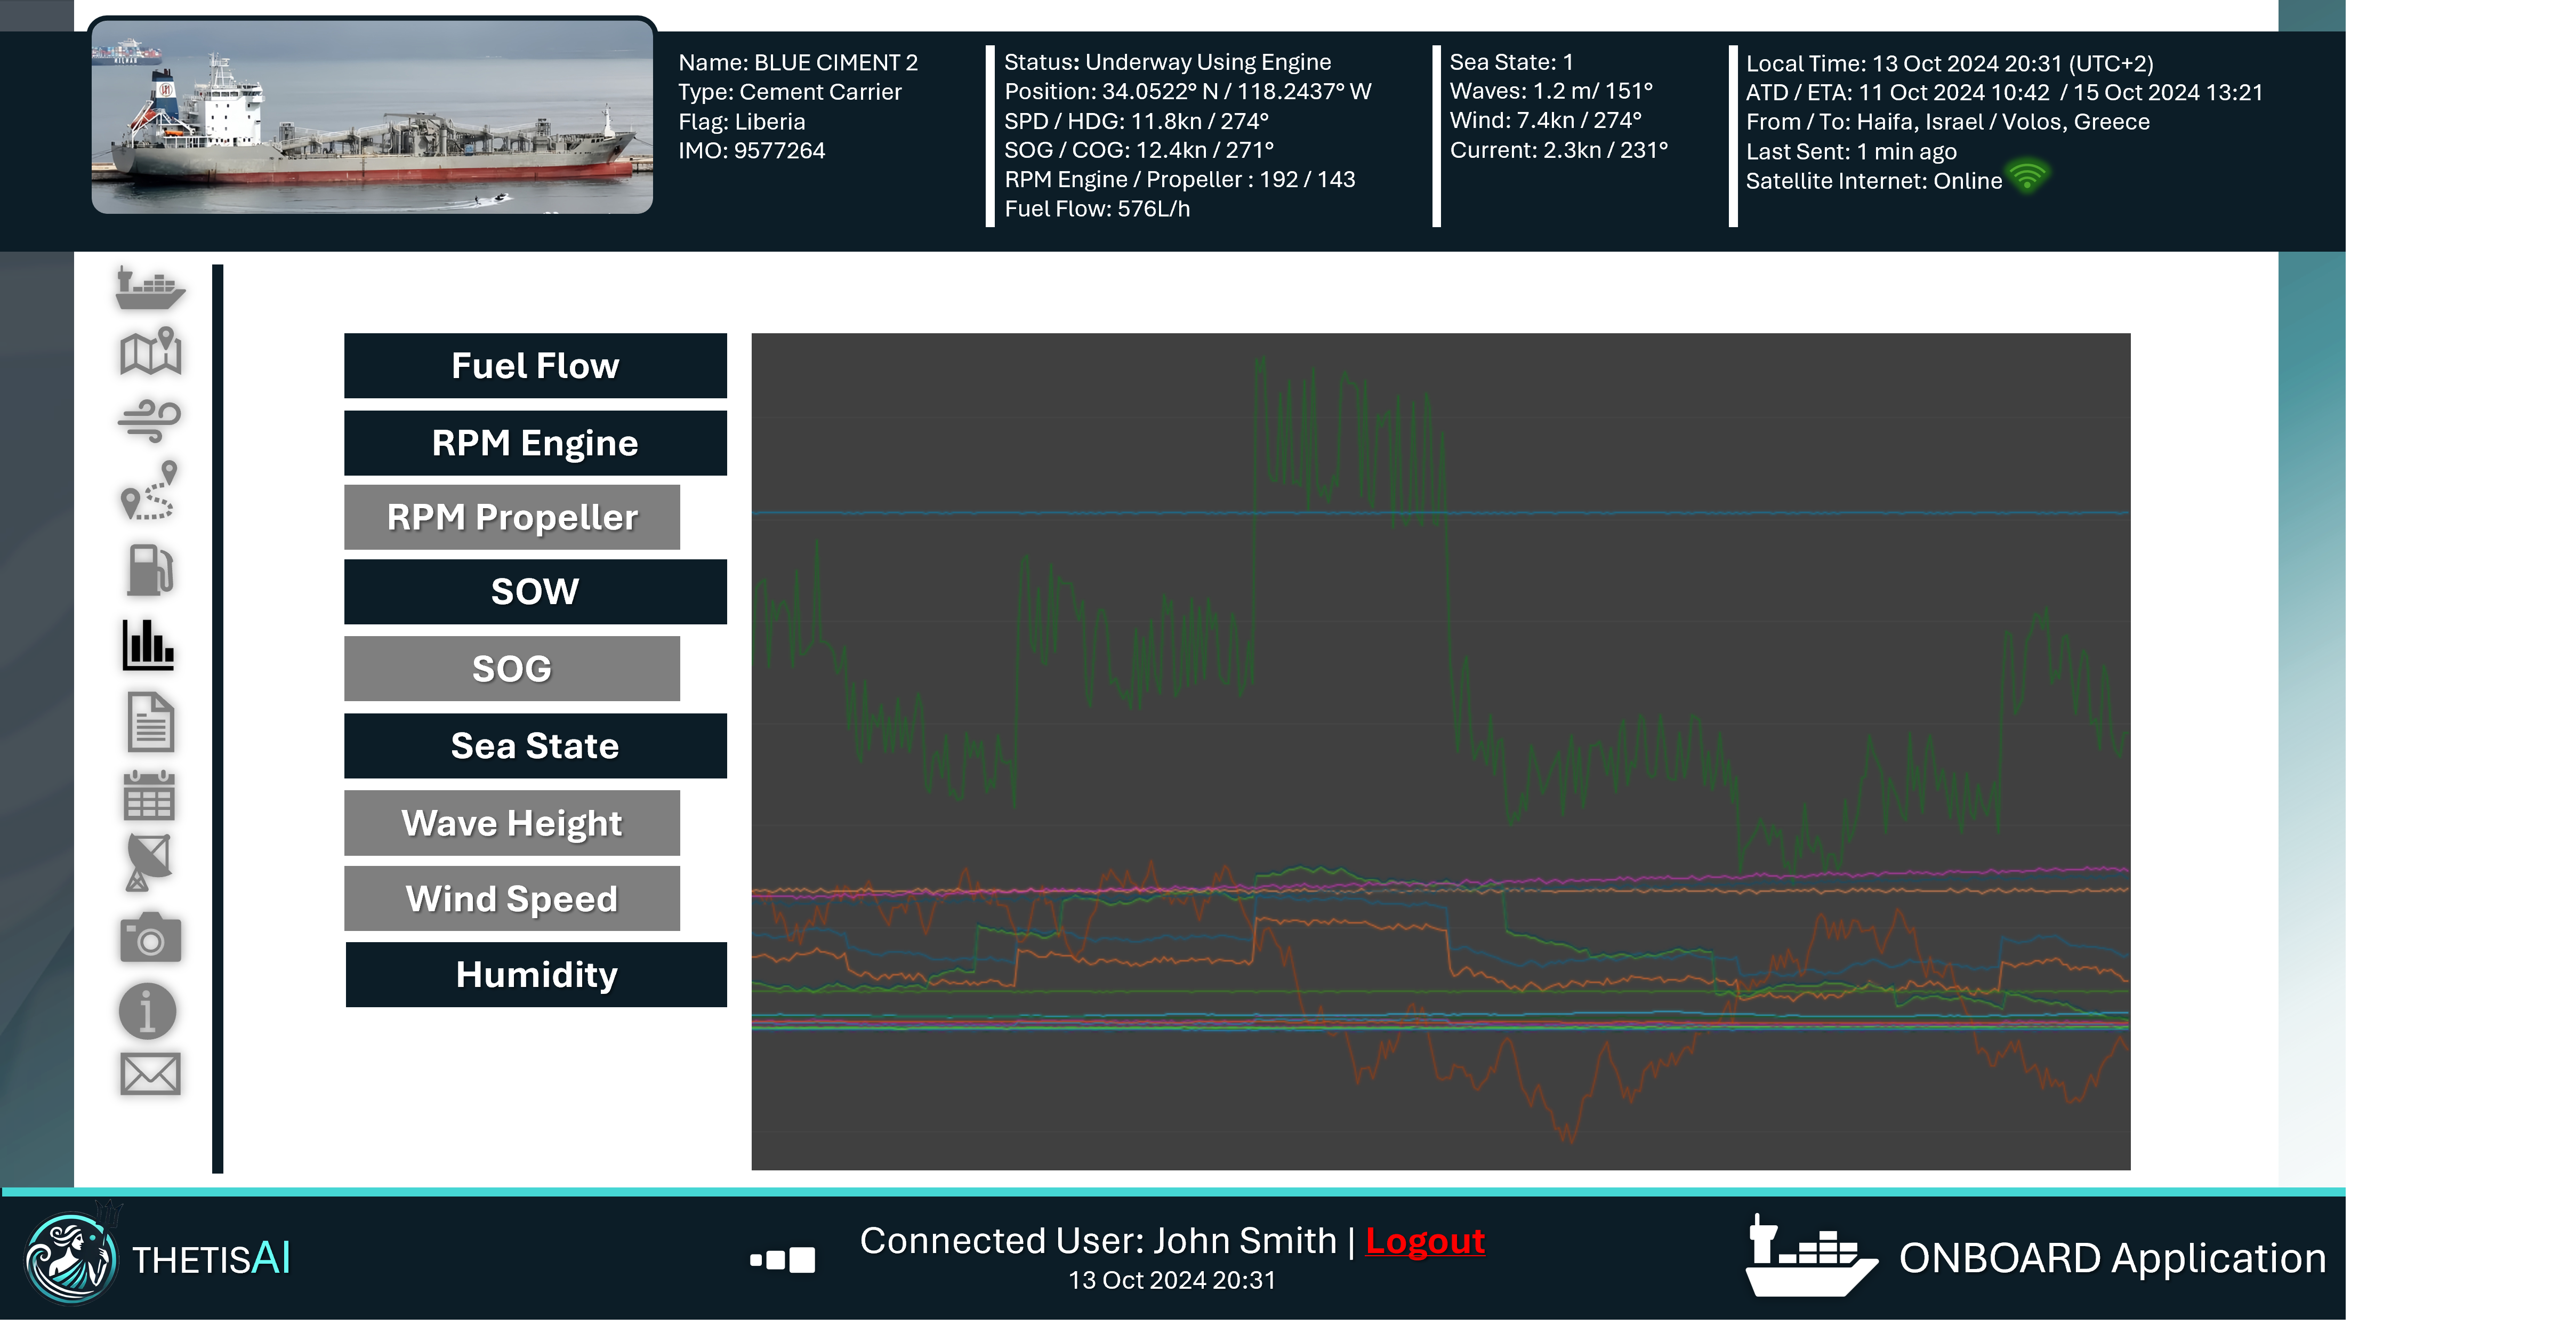 Name: BLUE CIMENT 2
Type: Cement Carrier
Flag: Liberia
IMO: 9577264
Status: Underway Using Engine
Position: 34.0522° N / 118.2437° W
SPD / HDG: 11.8kn / 274°
SOG / COG: 12.4kn / 271°
RPM Engine / Propeller : 192 / 143
Fuel Flow: 576L/h
Sea State: 1
Waves: 1.2 m/ 151°
Wind: 7.4kn / 274°
Current: 2.3kn / 231°
Local Time: 13 Oct 2024 20:31 (UTC+2)
ATD / ETA: 11 Oct 2024 10:42 / 15 Oct 2024 13:21
From / To: Haifa, Israel / Volos, Greece
Last Sent: 1 min ago
Satellite Internet: Online
Fuel Flow
RPM Engine
RPM Propeller
SOW
SOG
Sea State
Wave Height
Wind Speed
Humidity
THETISAI
Connected User: John Smith | Logout
13 Oct 2024 20:31
ONBOARD Application